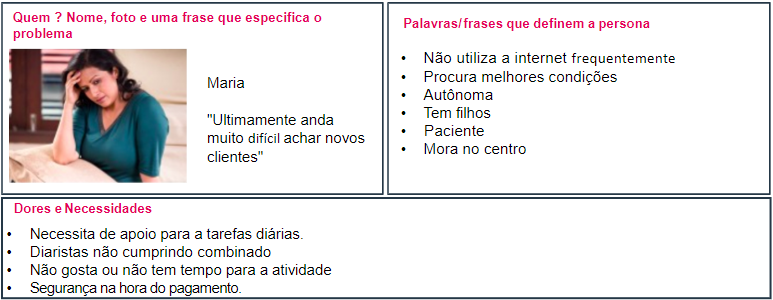 Quem ? Nome, foto e uma frase que especifica o
problema
Maria
"Ultimamente anda
muito difícil achar novos
clientes"
Palavras/frases que definem a persona
• Não utiliza a internet frequentemente
• Procura melhores condições
• Autônoma
• Tem filhos
• Paciente
• Mora no centro
Dores e Necessidades
• Necessita de apoio para a tarefas diárias.
• Diaristas não cumprindo combinado
• Não gosta ou não tem tempo para a atividade
• Segurança na hora do pagamento.